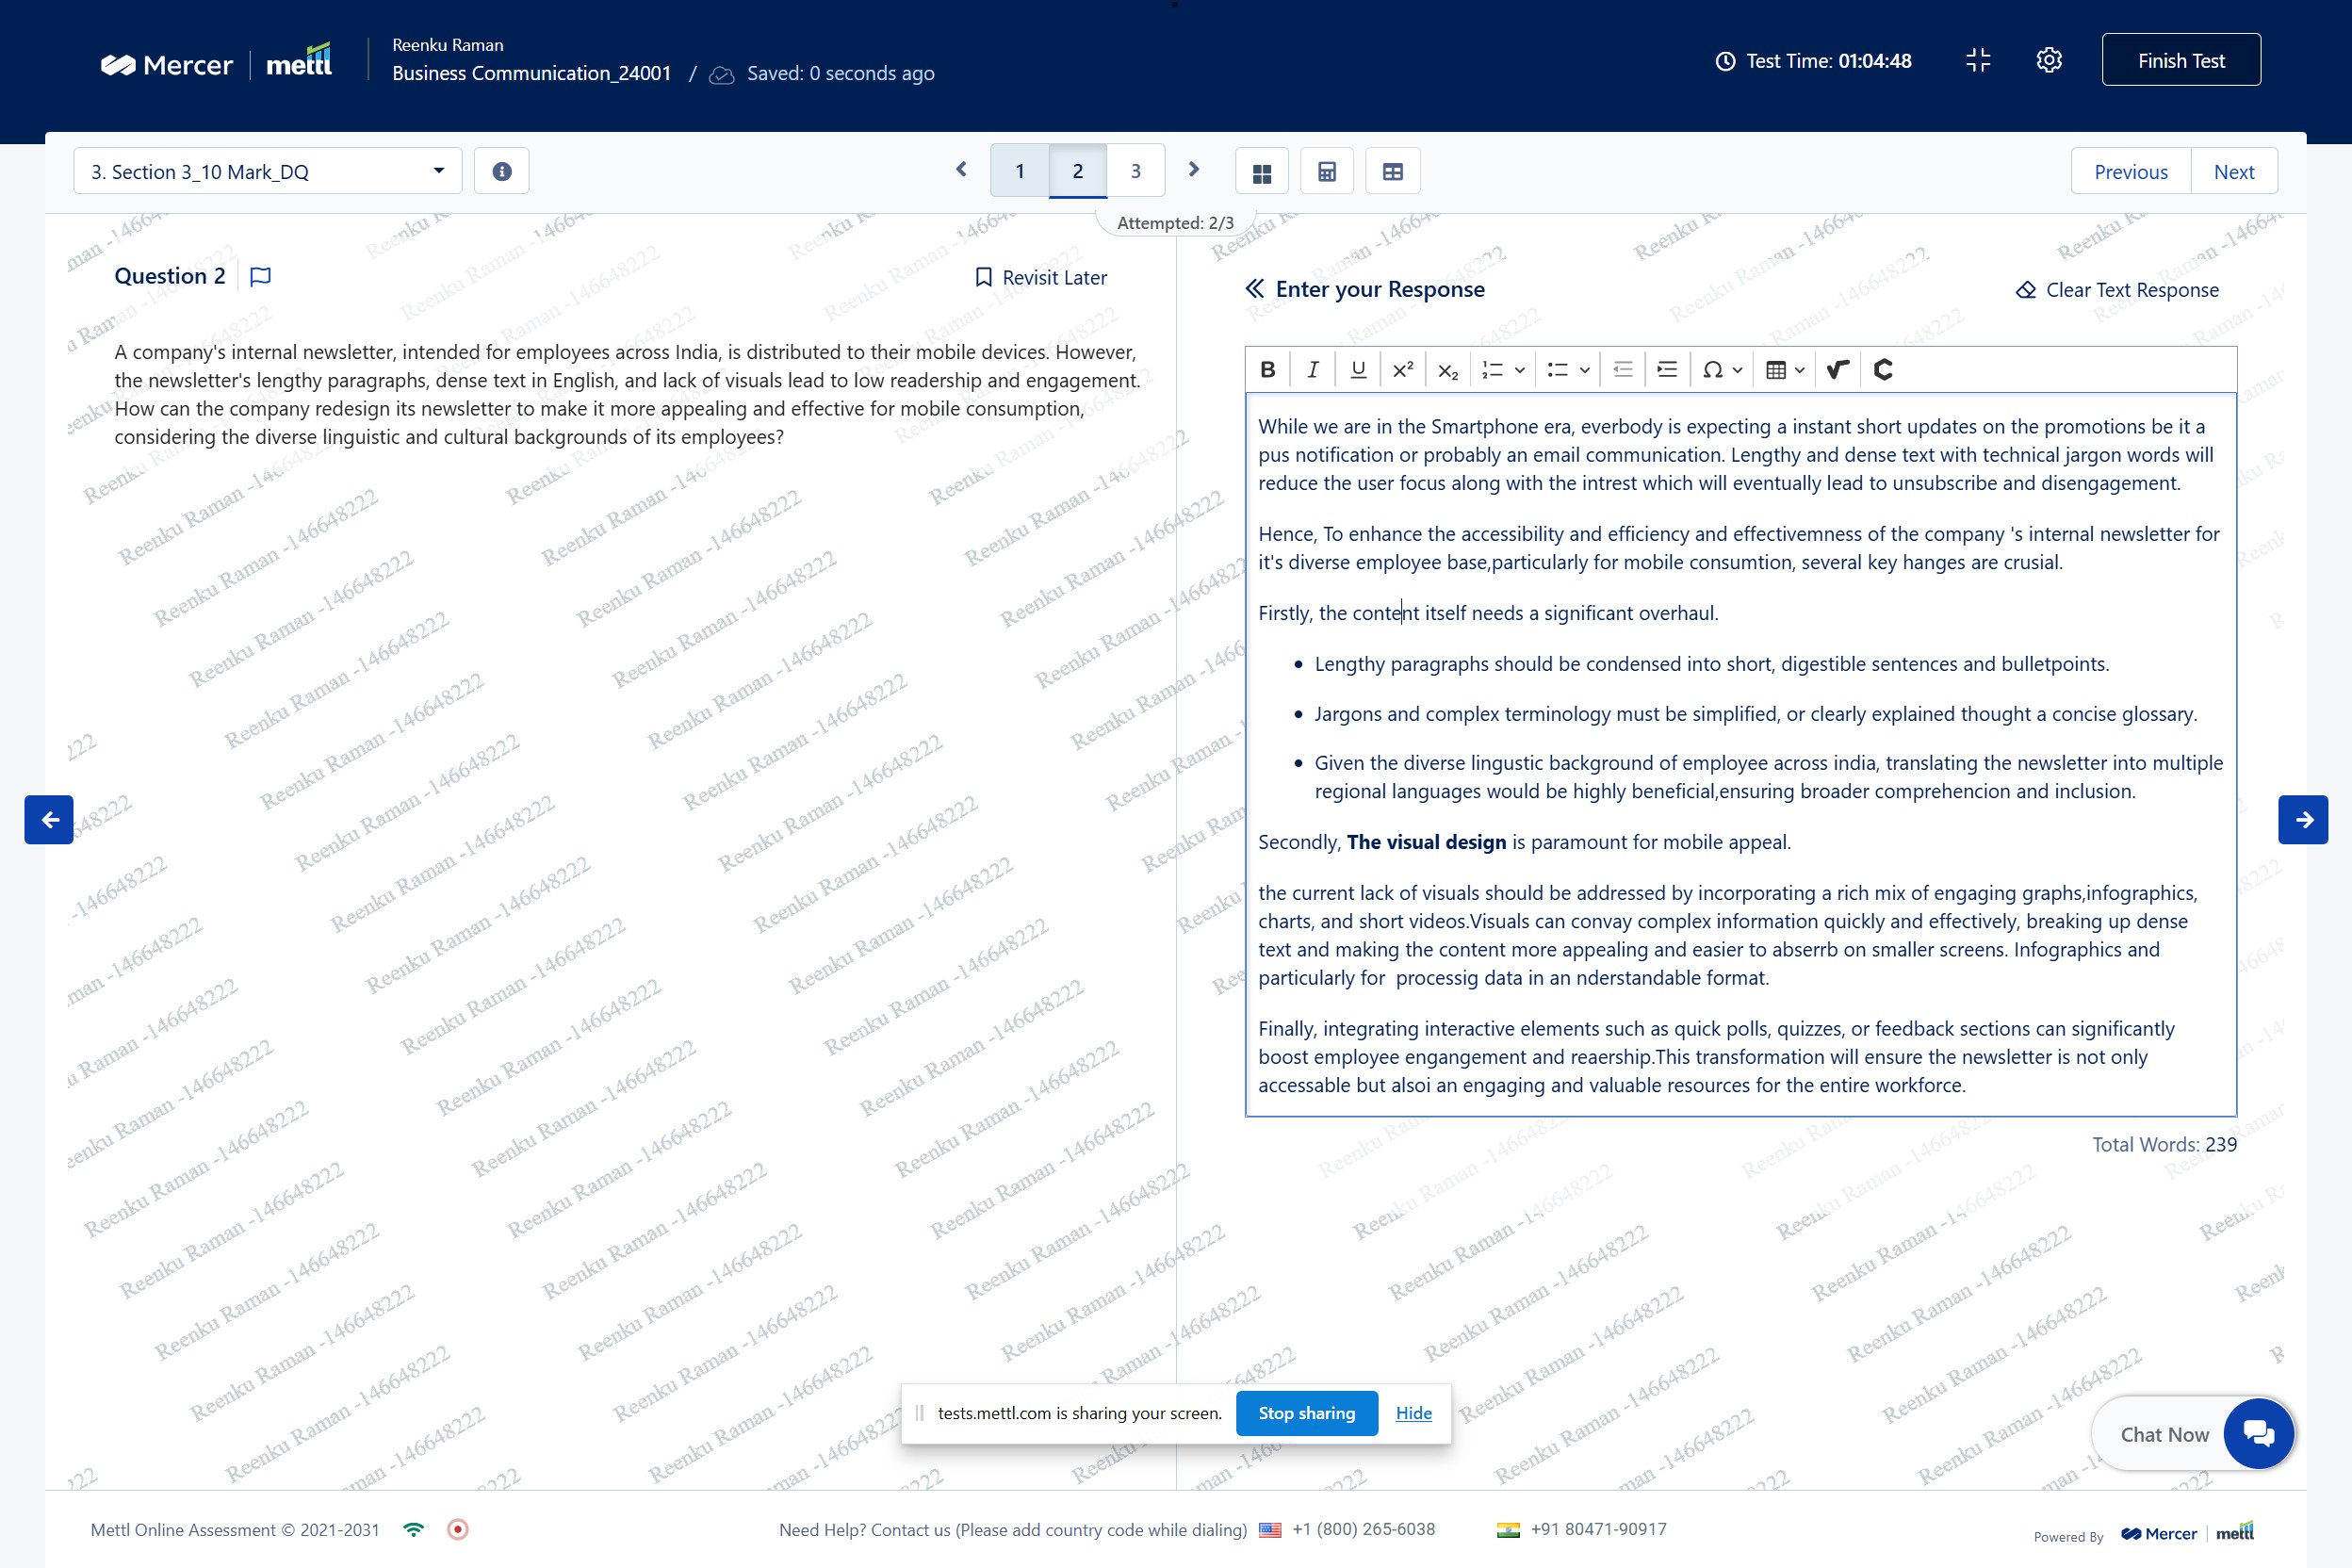 Mercer | mettl
Reenku Raman
Business Communication_24001 / Saved: 0 seconds ago
Test Time: 01:04:48
Finish Test
3. Section 3_10 Mark_DQ
1 2 3
Previous Next
Attempted: 2/3
Question 2
Revisit Later
A company's internal newsletter, intended for employees across India, is distributed to their mobile devices. However,
the newsletter's lengthy paragraphs, dense text in English, and lack of visuals lead to low readership and engagement.
How can the company redesign its newsletter to make it more appealing and effective for mobile consumption,
considering the diverse linguistic and cultural backgrounds of its employees?
Enter your Response
Clear Text Response
B I U X² X₂ Ω C
While we are in the Smartphone era, everbody is expecting a instant short updates on the promotions be it a
pus notification or probably an email communication. Lengthy and dense text with technical jargon words will
reduce the user focus along with the intrest which will eventually lead to unsubscribe and disengagement.
Hence, To enhance the accessibility and efficiency and effectivemness of the company 's internal newsletter for
it's diverse employee base,particularly for mobile consumtion, several key hanges are crusial.
Firstly, the content itself needs a significant overhaul.
• Lengthy paragraphs should be condensed into short, digestible sentences and bulletpoints.
• Jargons and complex terminology must be simplified, or clearly explained thought a concise glossary.
• Given the diverse lingustic background of employee across india, translating the newsletter into multiple
regional languages would be highly beneficial,ensuring broader comprehencion and inclusion.
Secondly, The visual design is paramount for mobile appeal.
the current lack of visuals should be addressed by incorporating a rich mix of engaging graphs,infographics,
charts, and short videos.Visuals can convay complex information quickly and effectively, breaking up dense
text and making the content more appealing and easier to abserrb on smaller screens. Infographics and
particularly for  processig data in an nderstandable format.
Finally, integrating interactive elements such as quick polls, quizzes, or feedback sections can significantly
boost employee engangement and reaership.This transformation will ensure the newsletter is not only
accessable but alsoi an engaging and valuable resources for the entire workforce.
Total Words: 239
Reenku Raman -146648222
tests.mettl.com is sharing your screen. Stop sharing Hide
Chat Now
Mettl Online Assessment © 2021-2031
Need Help? Contact us (Please add country code while dialing) +1 (800) 265-6038 +91 80471-90917
Powered By Mercer | mettl